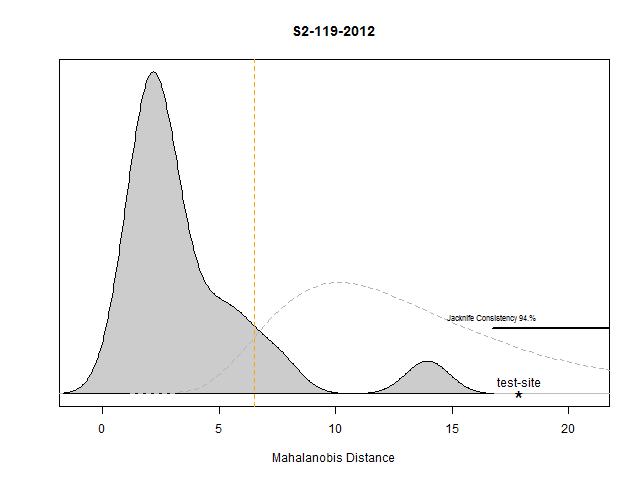 S2-119-2012
Jacknife Consistency 94.%
test-site
*
0 5 10 15 20
Mahalanobis Distance